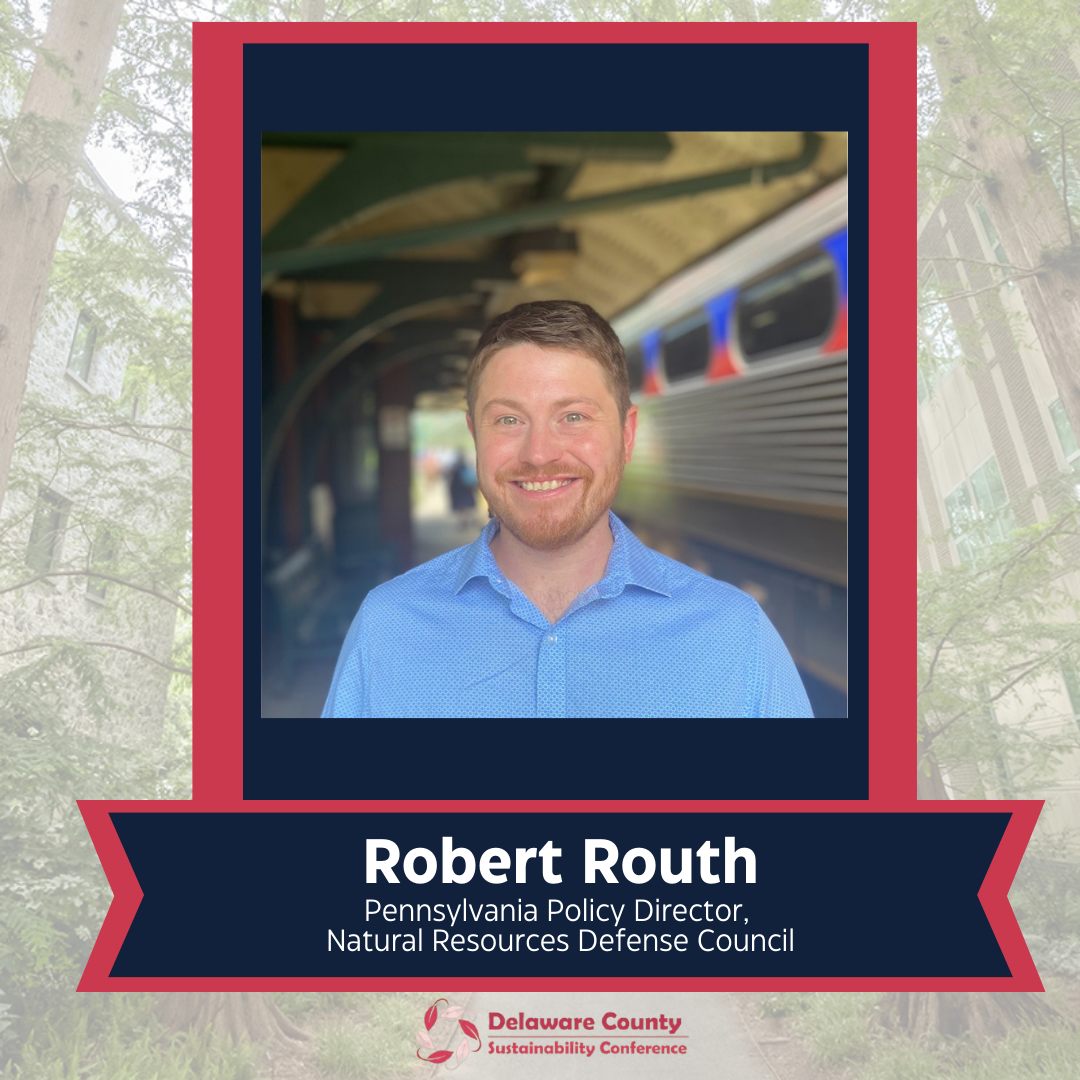 Robert Routh
Pennsylvania Policy Director,
Natural Resources Defense Council
Delaware County
Sustainability Conference